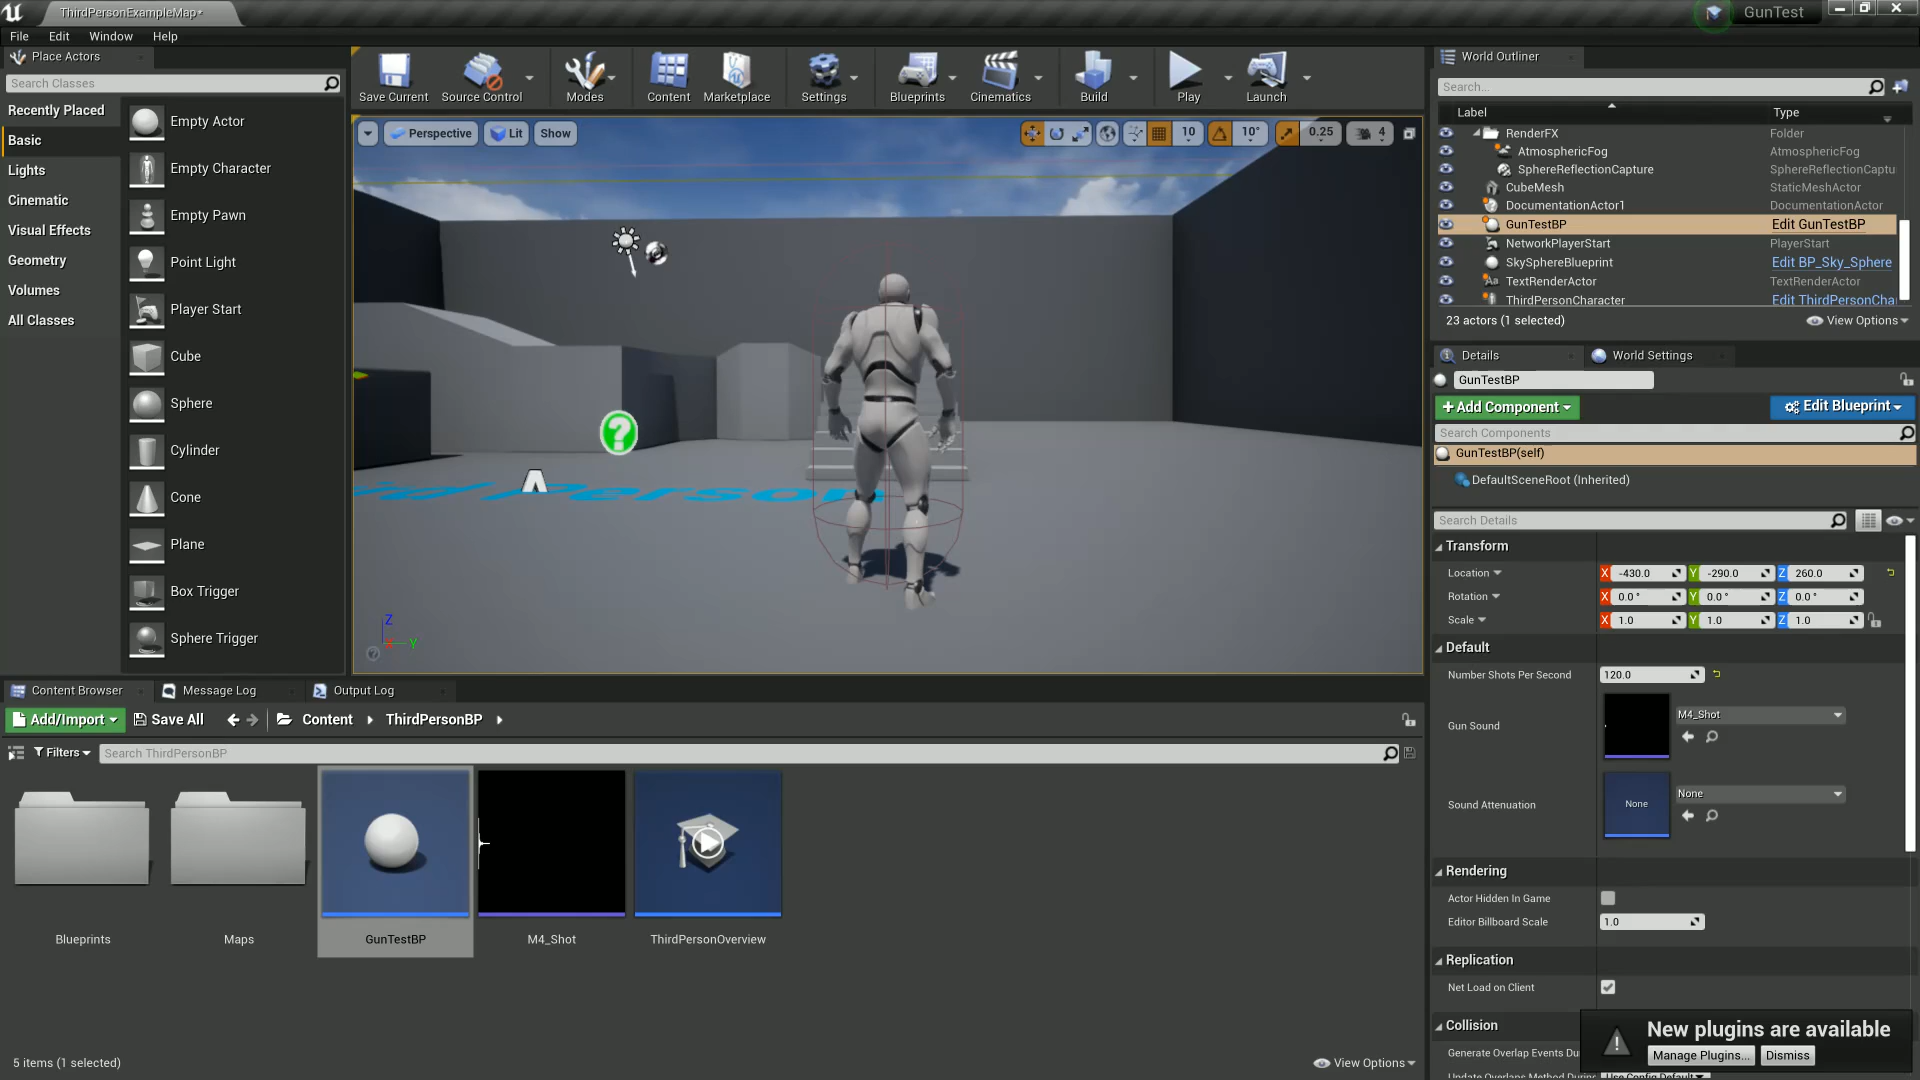 ThirdPersonExampleMap*
GunTest
File Edit Window Help
Place Actors
Search Classes
Recently Placed
Basic
Lights
Cinematic
Visual Effects
Geometry
Volumes
All Classes
Empty Actor
Empty Character
Empty Pawn
Point Light
Player Start
Cube
Sphere
Cylinder
Cone
Plane
Box Trigger
Sphere Trigger
Save Current Source Control Modes Content Marketplace Settings Blueprints Cinematics Build Play Launch
Perspective Lit Show 10 10° 0.25 4
Z
X Y
World Outliner
Search...
Label Type
RenderFX Folder
AtmosphericFog AtmosphericFog
SphereReflectionCapture SphereReflectionCaptu
CubeMesh StaticMeshActor
DocumentationActor1 DocumentationActor
GunTestBP Edit GunTestBP
NetworkPlayerStart PlayerStart
SkySphereBlueprint Edit BP_Sky_Sphere
TextRenderActor TextRenderActor
ThirdPersonCharacter Edit ThirdPersonCha
23 actors (1 selected) View Options
Details World Settings
GunTestBP
+ Add Component Edit Blueprint
Search Components
GunTestBP(self)
DefaultSceneRoot (Inherited)
Search Details
Transform
Location X -430.0 Y -290.0 Z 260.0
Rotation X 0.0 ° Y 0.0 ° Z 0.0 °
Scale X 1.0 Y 1.0 Z 1.0
Default
Number Shots Per Second 120.0
Gun Sound M4_Shot
Sound Attenuation None None
Rendering
Actor Hidden In Game
Editor Billboard Scale 1.0
Replication
Net Load on Client
Collision
Generate Overlap Events Du
New plugins are available
Manage Plugins... Dismiss
Content Browser Message Log Output Log
Add/Import Save All Content ThirdPersonBP
Filters Search ThirdPersonBP
Blueprints Maps GunTestBP M4_Shot ThirdPersonOverview
5 items (1 selected) View Options